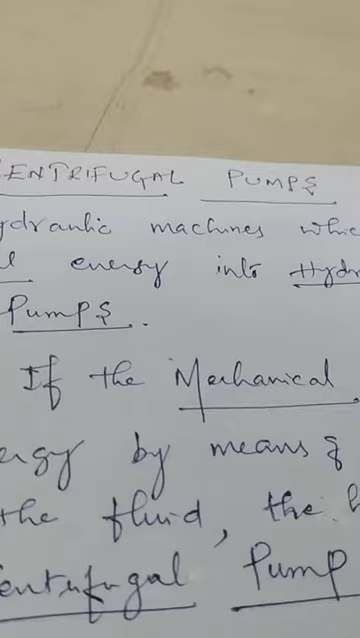 ENTRIFUGAL PUMPS
ydraulic machines whic
l energy into Hydr
Pumps.
If the Mechanical
ergy by means of
the fluid, the h
entrifugal Pump